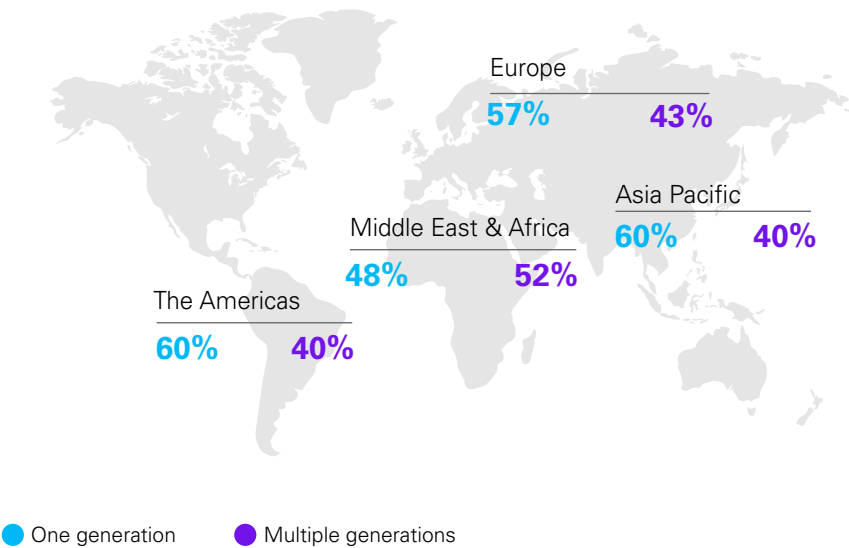 Europe
57% 43%
Asia Pacific
60% 40%
Middle East & Africa
48% 52%
The Americas
60% 40%
One generation Multiple generations